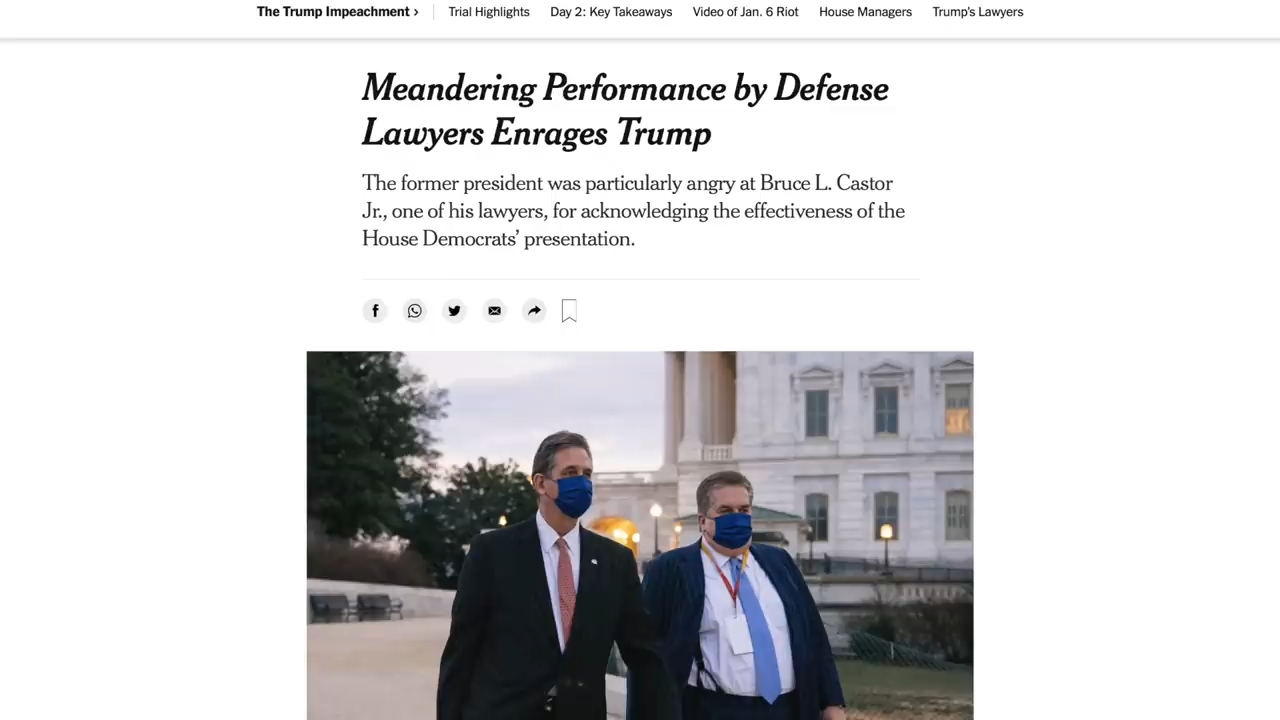 The Trump Impeachment › Trial Highlights Day 2: Key Takeaways Video of Jan. 6 Riot House Managers Trump's Lawyers
Meandering Performance by Defense
Lawyers Enrages Trump
The former president was particularly angry at Bruce L. Castor
Jr., one of his lawyers, for acknowledging the effectiveness of the
House Democrats’ presentation.